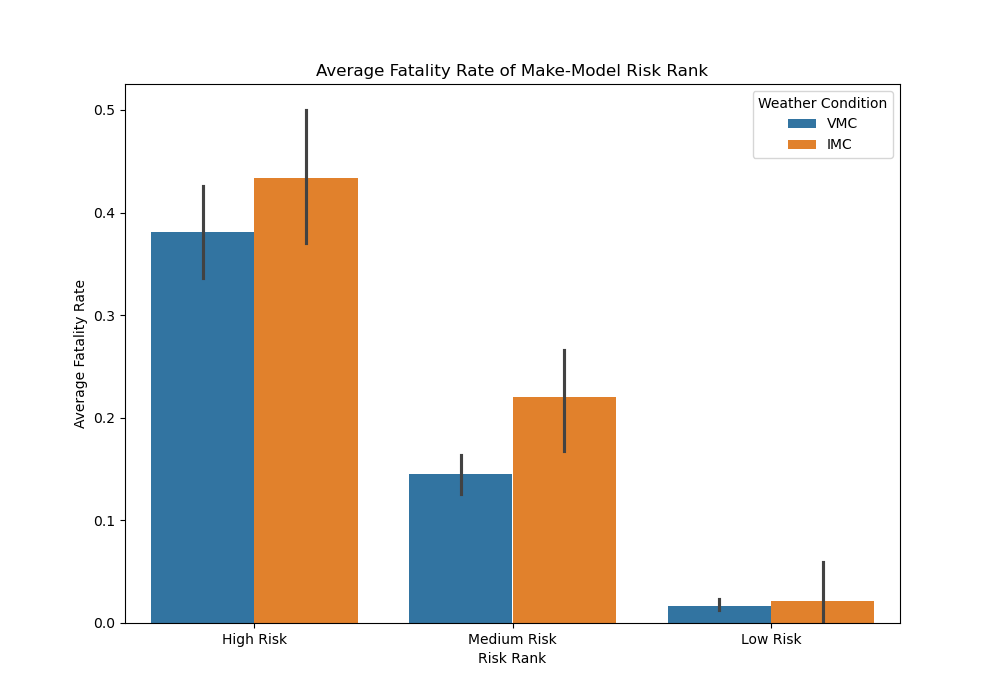 Average Fatality Rate of Make-Model Risk Rank
Weather Condition
VMC
IMC
Average Fatality Rate
0.5
0.4
0.3
0.2
0.1
0.0
High Risk
Medium Risk
Low Risk
Risk Rank